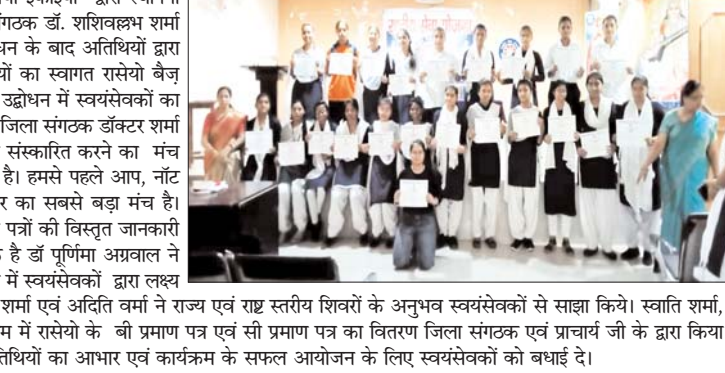 संगठक डॉ. शशिवल्लभ शर्मा
धन के बाद अतिथियों द्वारा
यों का स्वागत रासेयो बैज़
उद्बोधन में स्वयंसेवकों का
जिला संगठक डॉक्टर शर्मा
संस्कारित करने का मंच
है। हमसे पहले आप, नॉट
र का सबसे बड़ा मंच है।
पत्रों की विस्तृत जानकारी
है डॉ पूर्णिमा अग्रवाल ने
में स्वयंसेवकों द्वारा लक्ष्य
राष्ट्रीय सेवा योजना
शर्मा एवं अदिति वर्मा ने राज्य एवं राष्ट्र स्तरीय शिवरों के अनुभव स्वयंसेवकों से साझा किये। स्वाति शर्मा,
म में रासेयो के बी प्रमाण पत्र एवं सी प्रमाण पत्र का वितरण जिला संगठक एवं प्राचार्य जी के द्वारा किया
तिथियों का आभार एवं कार्यक्रम के सफल आयोजन के लिए स्वयंसेवकों को बधाई दे।